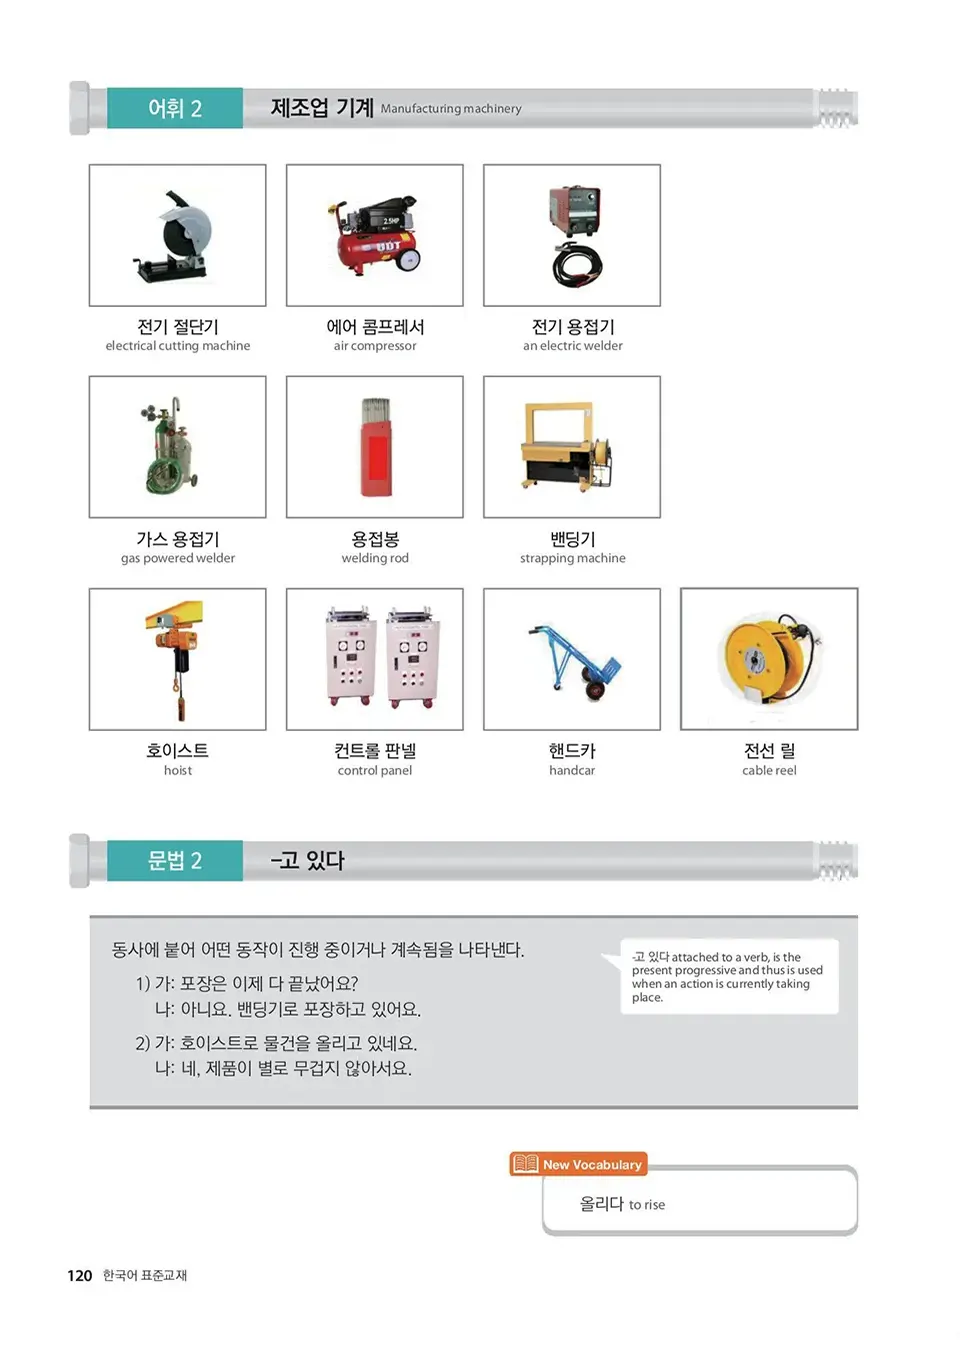 어휘 2
제조업 기계 Manufacturing machinery
2.5HP
BDT
전기 절단기
electrical cutting machine
에어 콤프레서
air compressor
전기 용접기
an electric welder
가스 용접기
gas powered welder
용접봉
welding rod
밴딩기
strapping machine
호이스트
hoist
컨트롤 판넬
control panel
핸드카
handcar
전선 릴
cable reel
문법 2
-고 있다
동사에 붙어 어떤 동작이 진행 중이거나 계속됨을 나타낸다.
1) 가: 포장은 이제 다 끝났어요?
나: 아니요. 밴딩기로 포장하고 있어요.
2) 가: 호이스트로 물건을 올리고 있네요.
나: 네, 제품이 별로 무겁지 않아서요.
-고 있다 attached to a verb, is the
present progressive and thus is used
when an action is currently taking
place.
New Vocabulary
올리다 to rise
120 한국어 표준교재